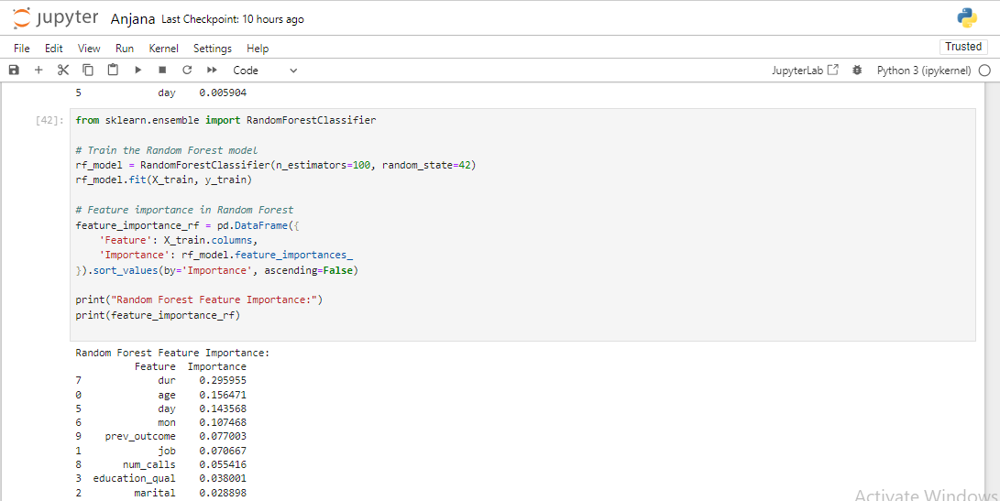 jupyter Anjana Last Checkpoint: 10 hours ago
File Edit View Run Kernel Settings Help Trusted
Code JupyterLab Python 3 (ipykernel)
5 day 0.005904
[42]: from sklearn.ensemble import RandomForestClassifier
# Train the Random Forest model
rf_model = RandomForestClassifier(n_estimators=100, random_state=42)
rf_model.fit(X_train, y_train)
# Feature importance in Random Forest
feature_importance_rf = pd.DataFrame({
    'Feature': X_train.columns,
    'Importance': rf_model.feature_importances_
}).sort_values(by='Importance', ascending=False)
print("Random Forest Feature Importance:")
print(feature_importance_rf)
Random Forest Feature Importance:
Feature Importance
7 dur 0.295955
0 age 0.156471
5 day 0.143568
6 mon 0.107468
9 prev_outcome 0.077003
1 job 0.070667
8 num_calls 0.055416
3 education_qual 0.038001
2 marital 0.028898
Activate Windows